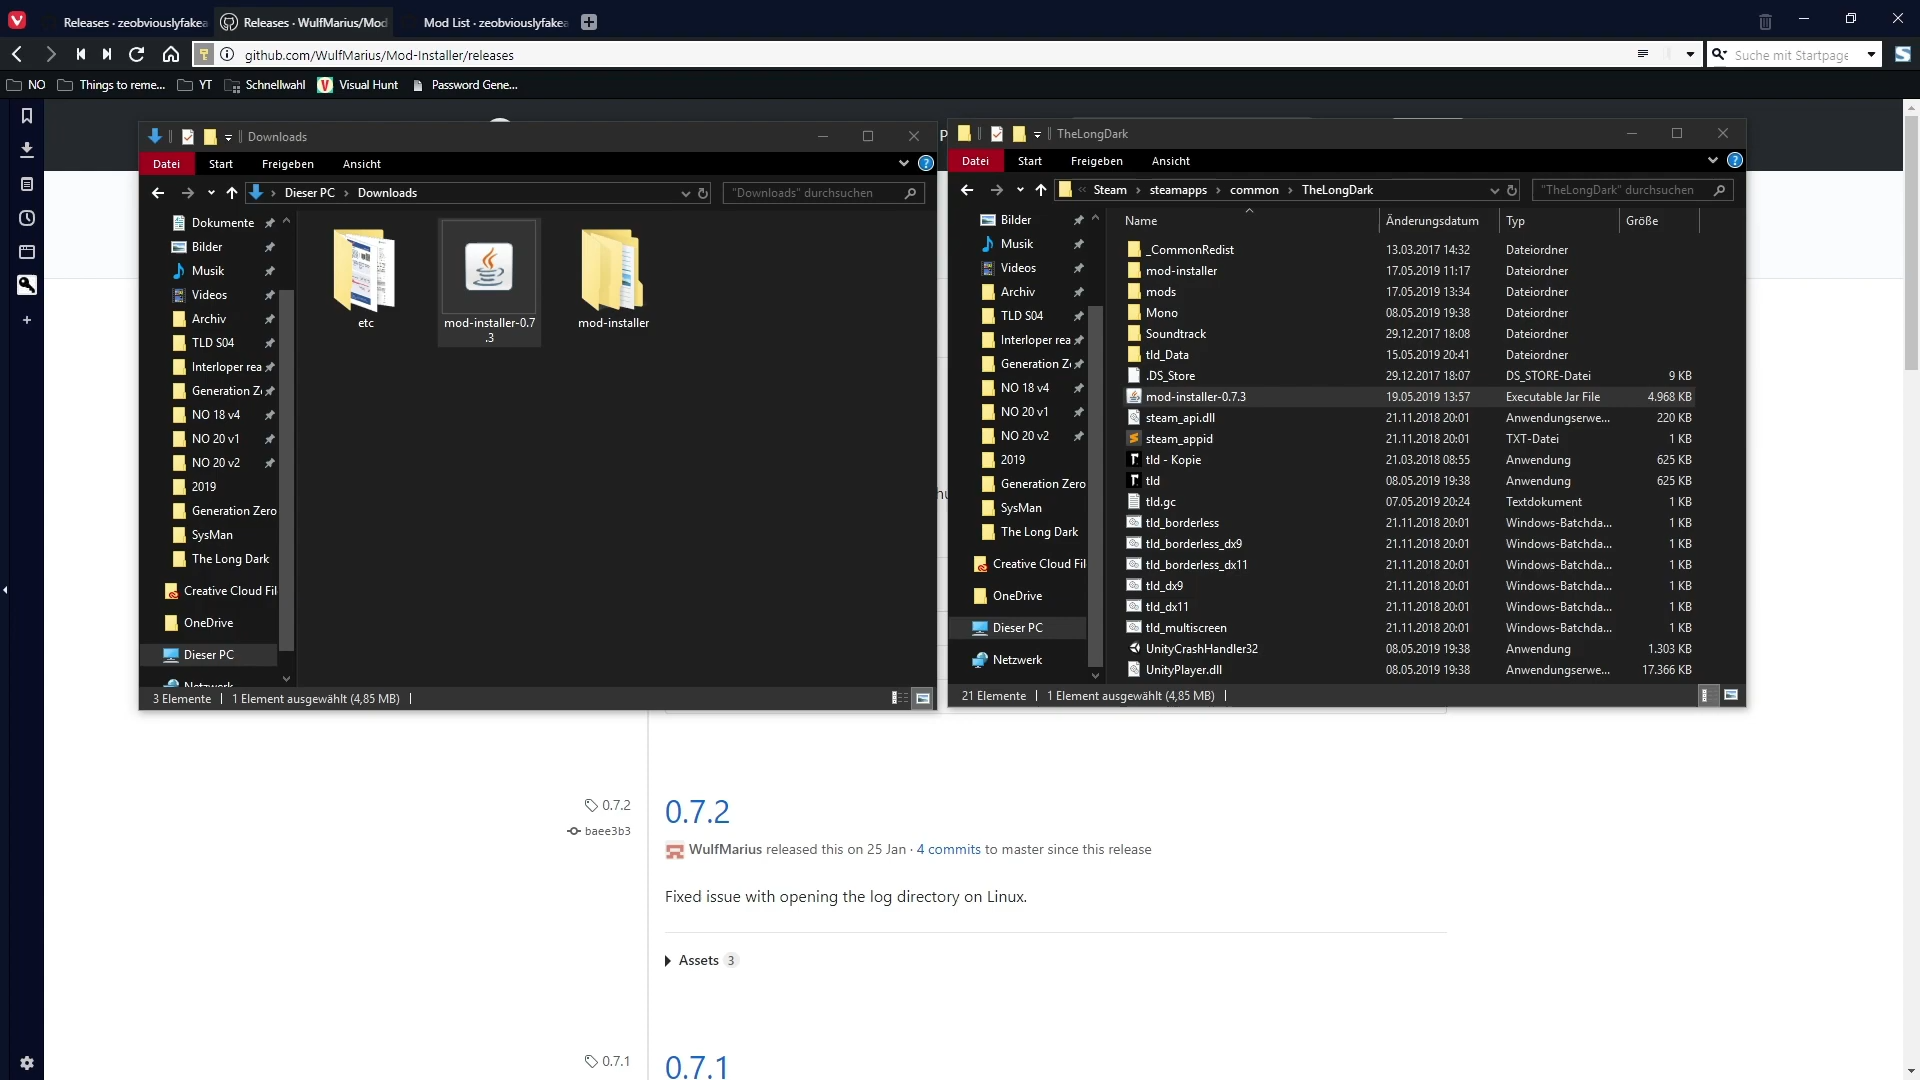 Releases · zeobviouslyfakea
Releases · WulfMarius/Mod
Mod List · zeobviouslyfakea
github.com/WulfMarius/Mod-Installer/releases
Suche mit Startpage
NO
Things to reme...
YT
Schnellwahl
Visual Hunt
Password Gene...
Downloads
Datei
Start
Freigeben
Ansicht
Dieser PC
Downloads
"Downloads" durchsuchen
Dokumente
Bilder
Musik
Videos
Archiv
TLD S04
Interloper rea
Generation Z
NO 18 v4
NO 20 v1
NO 20 v2
2019
Generation Zero
SysMan
The Long Dark
Creative Cloud Fil
OneDrive
Dieser PC
Netzwerk
etc
mod-installer-0.7
.3
mod-installer
3 Elemente
1 Element ausgewählt (4,85 MB)
TheLongDark
Datei
Start
Freigeben
Ansicht
« Steam
steamapps
common
TheLongDark
"TheLongDark" durchsuchen
Bilder
Musik
Videos
Archiv
TLD S04
Interloper rea
Generation Z
NO 18 v4
NO 20 v1
NO 20 v2
2019
Generation Zero
SysMan
The Long Dark
Creative Cloud Fil
OneDrive
Dieser PC
Netzwerk
Name Änderungsdatum Typ Größe
_CommonRedist 13.03.2017 14:32 Dateiordner
mod-installer 17.05.2019 11:17 Dateiordner
mods 17.05.2019 13:34 Dateiordner
Mono 08.05.2019 19:38 Dateiordner
Soundtrack 29.12.2017 18:08 Dateiordner
tld_Data 15.05.2019 20:41 Dateiordner
.DS_Store 29.12.2017 18:07 DS_STORE-Datei 9 KB
mod-installer-0.7.3 19.05.2019 13:57 Executable Jar File 4.968 KB
steam_api.dll 21.11.2018 20:01 Anwendungserwe... 220 KB
steam_appid 21.11.2018 20:01 TXT-Datei 1 KB
tld - Kopie 21.03.2018 08:55 Anwendung 625 KB
tld 08.05.2019 19:38 Anwendung 625 KB
tld.gc 07.05.2019 20:24 Textdokument 1 KB
tld_borderless 21.11.2018 20:01 Windows-Batchda... 1 KB
tld_borderless_dx9 21.11.2018 20:01 Windows-Batchda... 1 KB
tld_borderless_dx11 21.11.2018 20:01 Windows-Batchda... 1 KB
tld_dx9 21.11.2018 20:01 Windows-Batchda... 1 KB
tld_dx11 21.11.2018 20:01 Windows-Batchda... 1 KB
tld_multiscreen 21.11.2018 20:01 Windows-Batchda... 1 KB
UnityCrashHandler32 08.05.2019 19:38 Anwendung 1.303 KB
UnityPlayer.dll 08.05.2019 19:38 Anwendungserwe... 17.366 KB
21 Elemente
1 Element ausgewählt (4,85 MB)
0.7.2
baee3b3
0.7.2
WulfMarius released this on 25 Jan · 4 commits to master since this release
Fixed issue with opening the log directory on Linux.
Assets 3
0.7.1
0.7.1